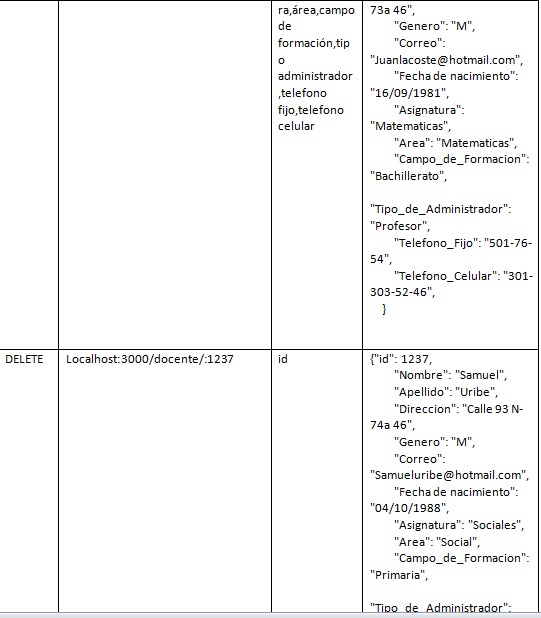 ra,área,campo
de
formación,tip
o
administrador
,telefono
fijo,telefono
celular
73a 46",
"Genero": "M",
"Correo":
"Juanlacoste@hotmail.com",
"Fecha de nacimiento":
"16/09/1981",
"Asignatura":
"Matematicas",
"Area": "Matematicas",
"Campo_de_Formacion":
"Bachillerato",
"Tipo_de_Administrador":
"Profesor",
"Telefono_Fijo": "501-76-
54",
"Telefono_Celular": "301-
303-52-46",
}
DELETE
Localhost:3000/docente/:1237
id
{"id": 1237,
"Nombre": "Samuel",
"Apellido": "Uribe",
"Direccion": "Calle 93 N-
74a 46",
"Genero": "M",
"Correo":
"Samueluribe@hotmail.com",
"Fecha de nacimiento":
"04/10/1988",
"Asignatura": "Sociales",
"Area": "Social",
"Campo_de_Formacion":
"Primaria",
"Tipo_de_Administrador":